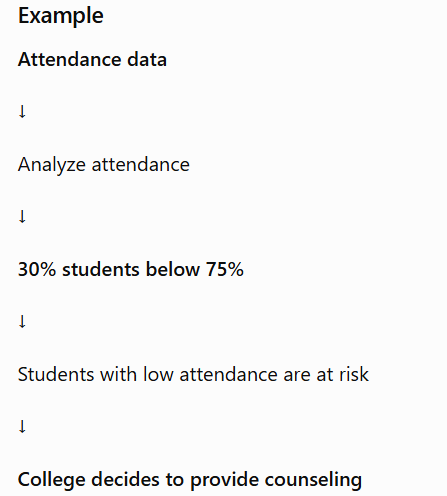 Example
Attendance data
↓
Analyze attendance
↓
30% students below 75%
↓
Students with low attendance are at risk
↓
College decides to provide counseling